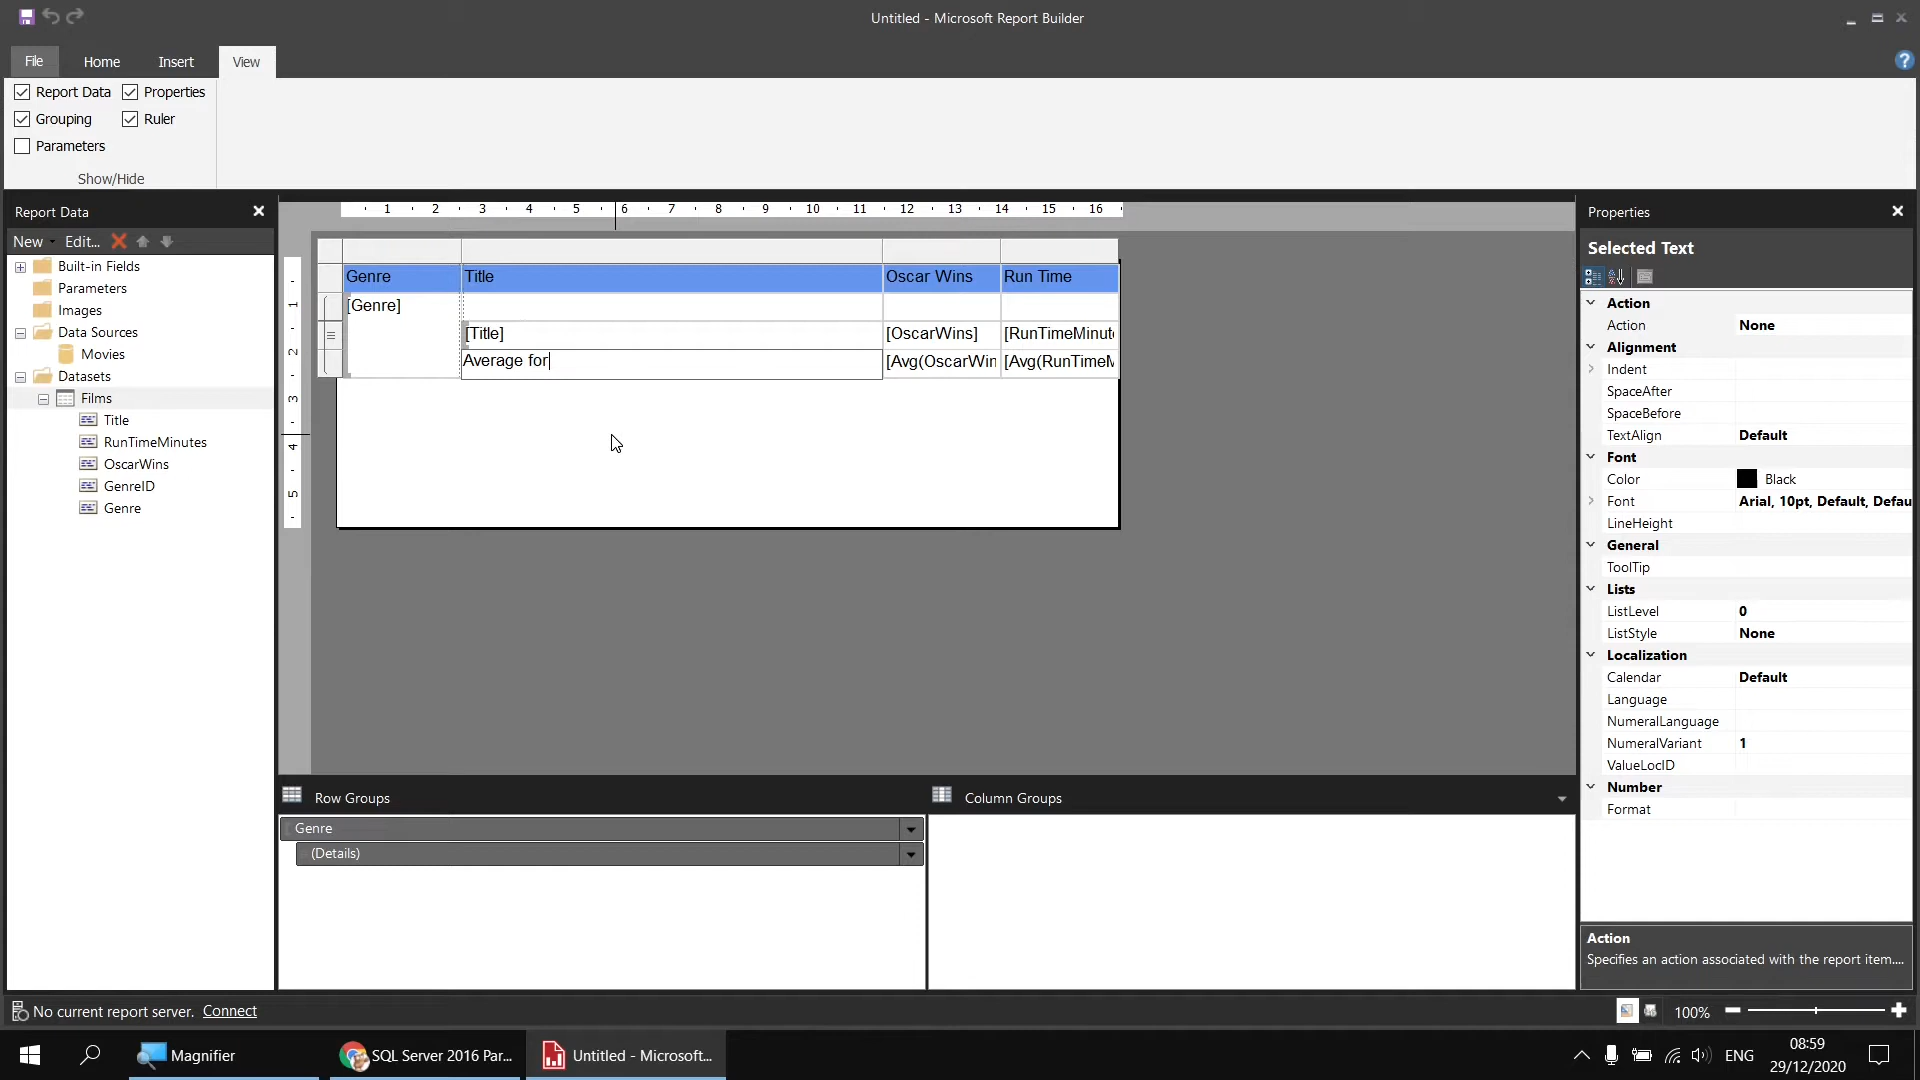 Untitled - Microsoft Report Builder
File Home Insert View
Report Data Properties
Grouping Ruler
Parameters
Show/Hide
Report Data
New Edit...
Built-in Fields
Parameters
Images
Data Sources
Movies
Datasets
Films
Title
RunTimeMinutes
OscarWins
GenreID
Genre
1 2 3 4 5 6 7 8 9 10 11 12 13 14 15 16
1
2
3
4
5
Genre Title Oscar Wins Run Time
[Genre]
[Title] [OscarWins] [RunTimeMinut
Average for [Avg(OscarWin [Avg(RunTimeM
Row Groups
Genre
(Details)
Column Groups
Properties
Selected Text
Action
Action None
Alignment
Indent
SpaceAfter
SpaceBefore
TextAlign Default
Font
Color Black
Font Arial, 10pt, Default, Defau
LineHeight
General
ToolTip
Lists
ListLevel 0
ListStyle None
Localization
Calendar Default
Language
NumeralLanguage
NumeralVariant 1
ValueLocID
Number
Format
Action
Specifies an action associated with the report item....
No current report server. Connect
100%
Magnifier
SQL Server 2016 Par...
Untitled - Microsoft...
ENG
08:59
29/12/2020